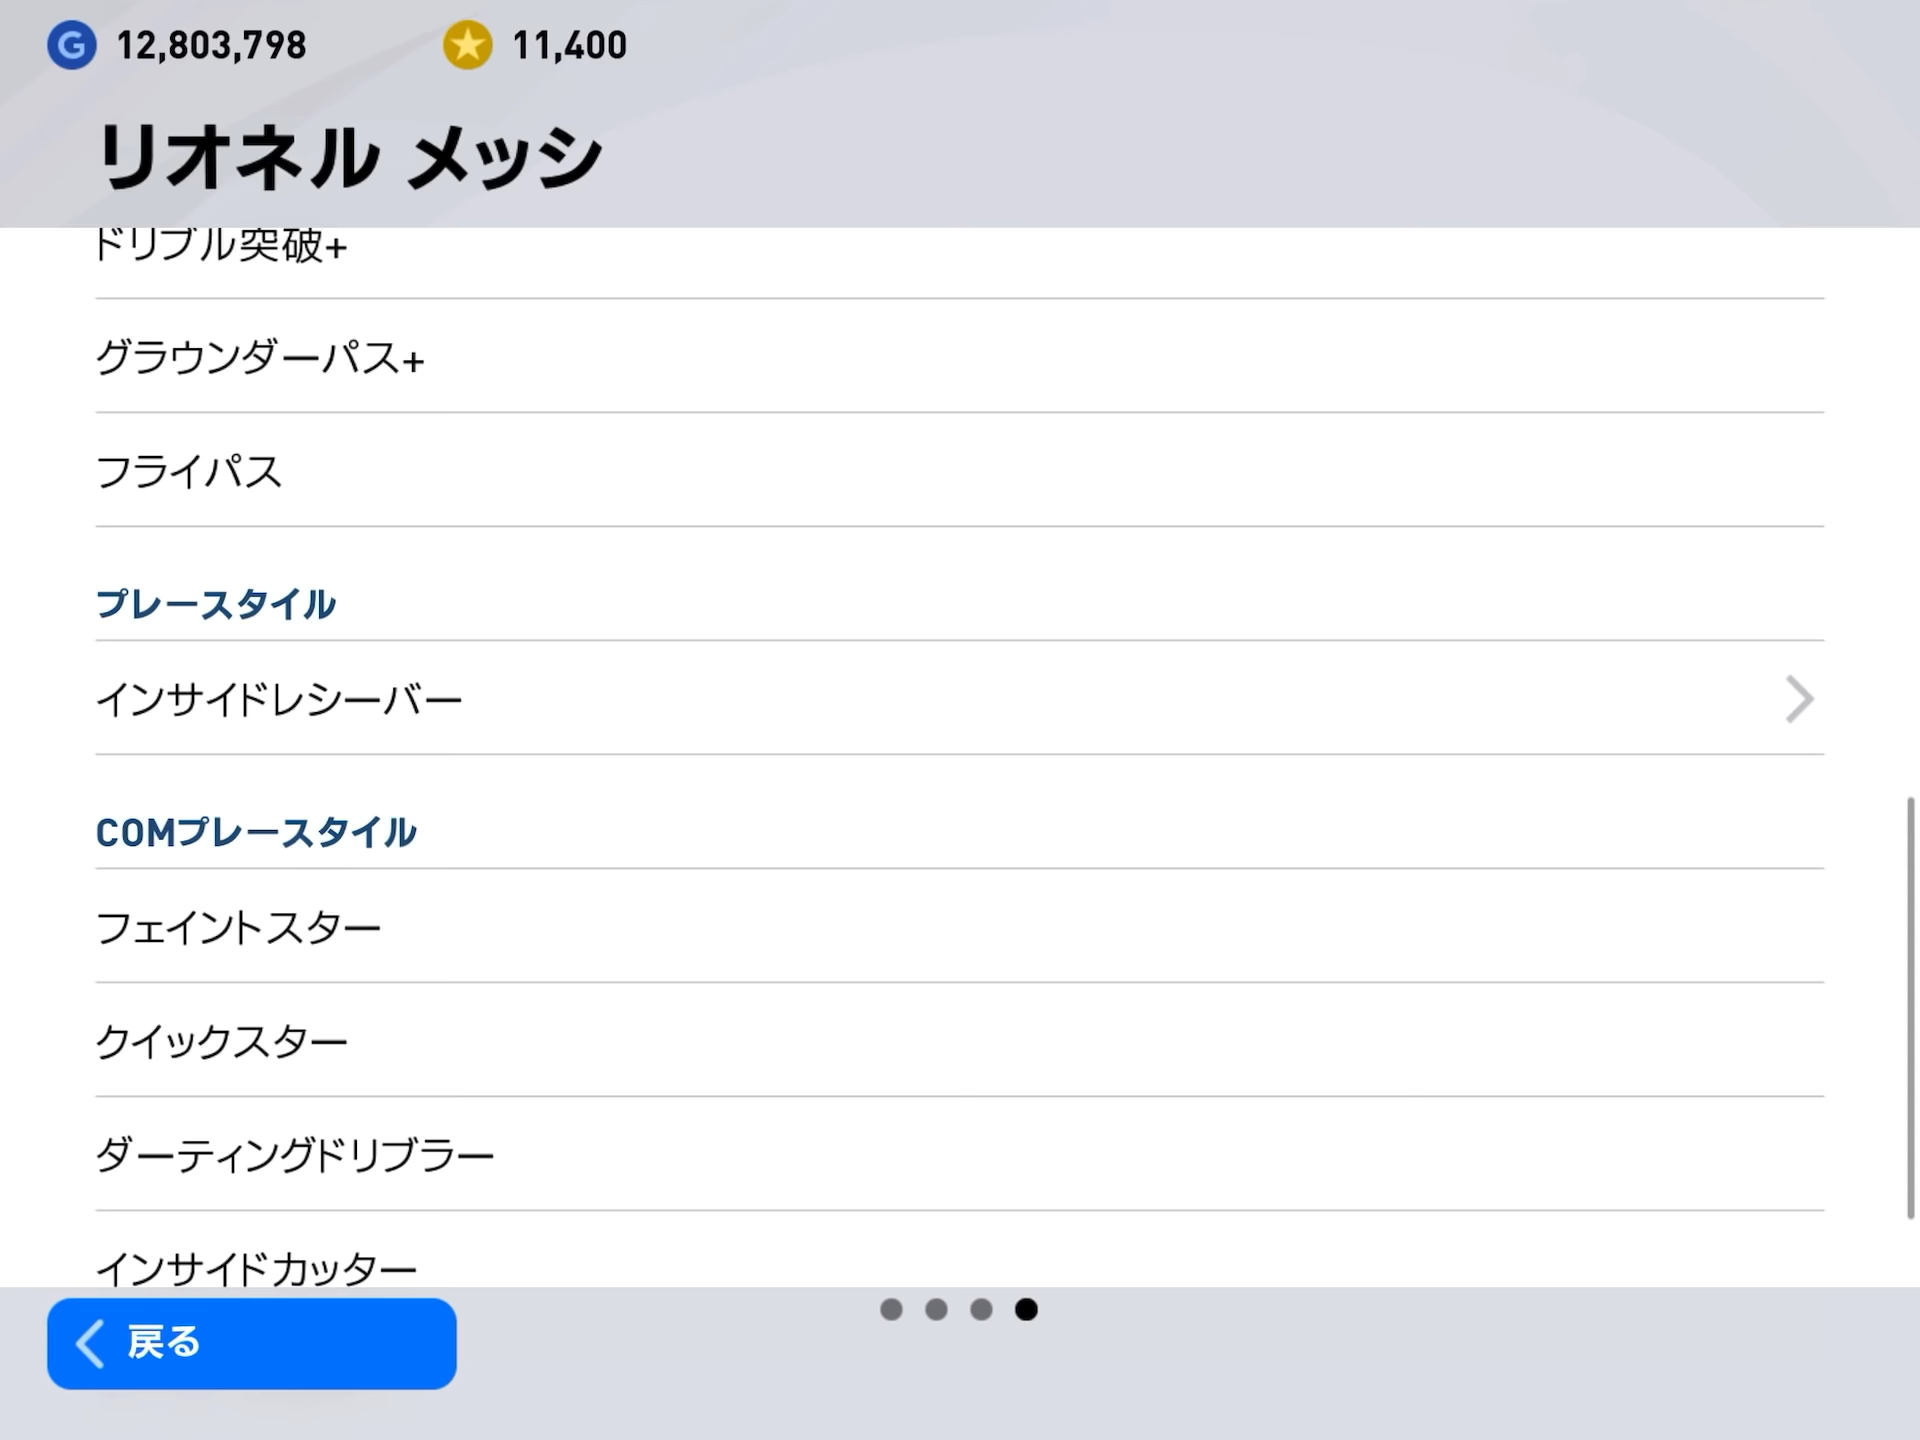 G 12,803,798 11,400
リオネル メッシ
ドリブル突破+
グラウンダーパス+
フライパス
プレースタイル
インサイドレシーバー
COMプレースタイル
フェイントスター
クイックスター
ダーティングドリブラー
インサイドカッター
戻る